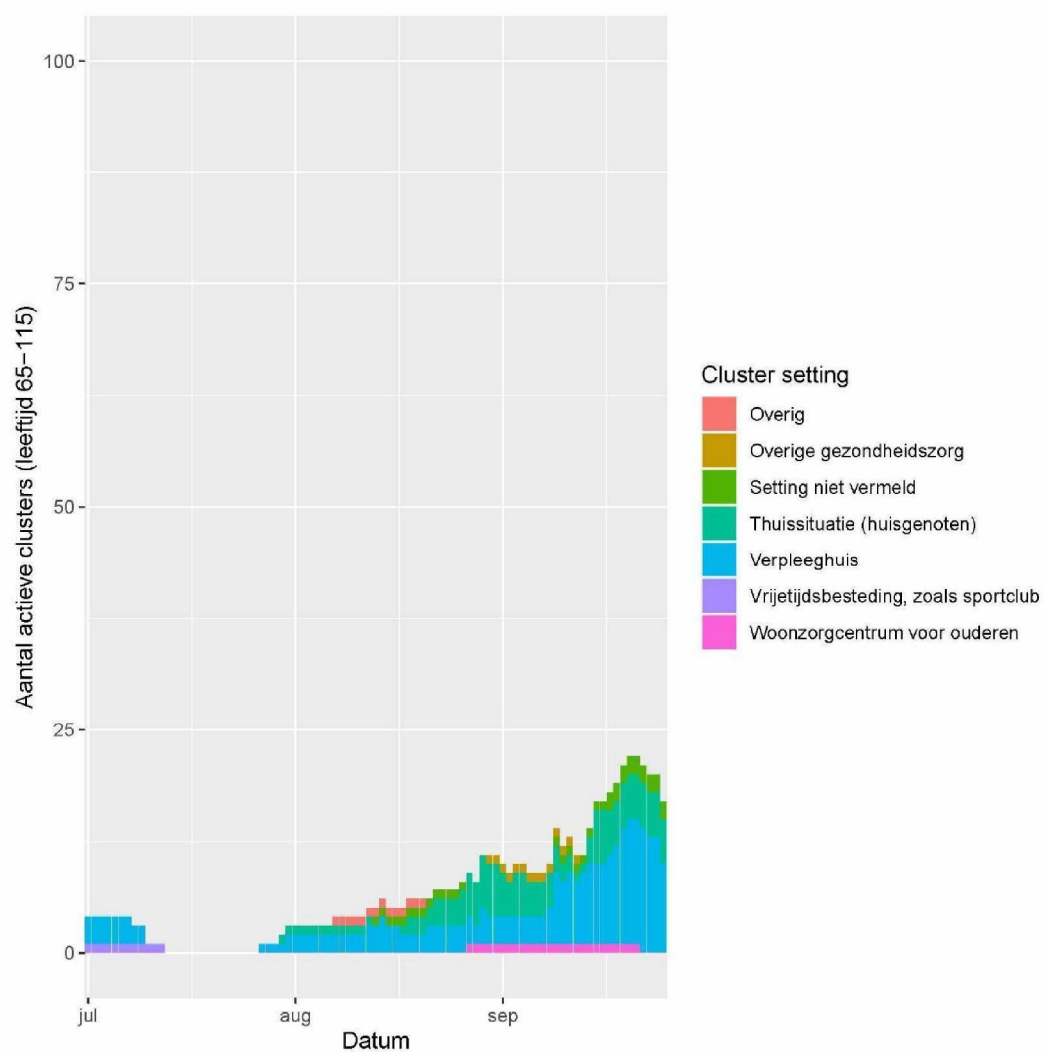 100
75
50
25
0
Aantal actieve clusters (leeftijd 65-115)
jul
aug
sep
Datum
Cluster setting
Overig
Overige gezondheidszorg
Setting niet vermeld
Thuissituatie (huisgenoten)
Verpleeghuis
Vrijetijdsbesteding, zoals sportclub
Woonzorgcentrum voor ouderen